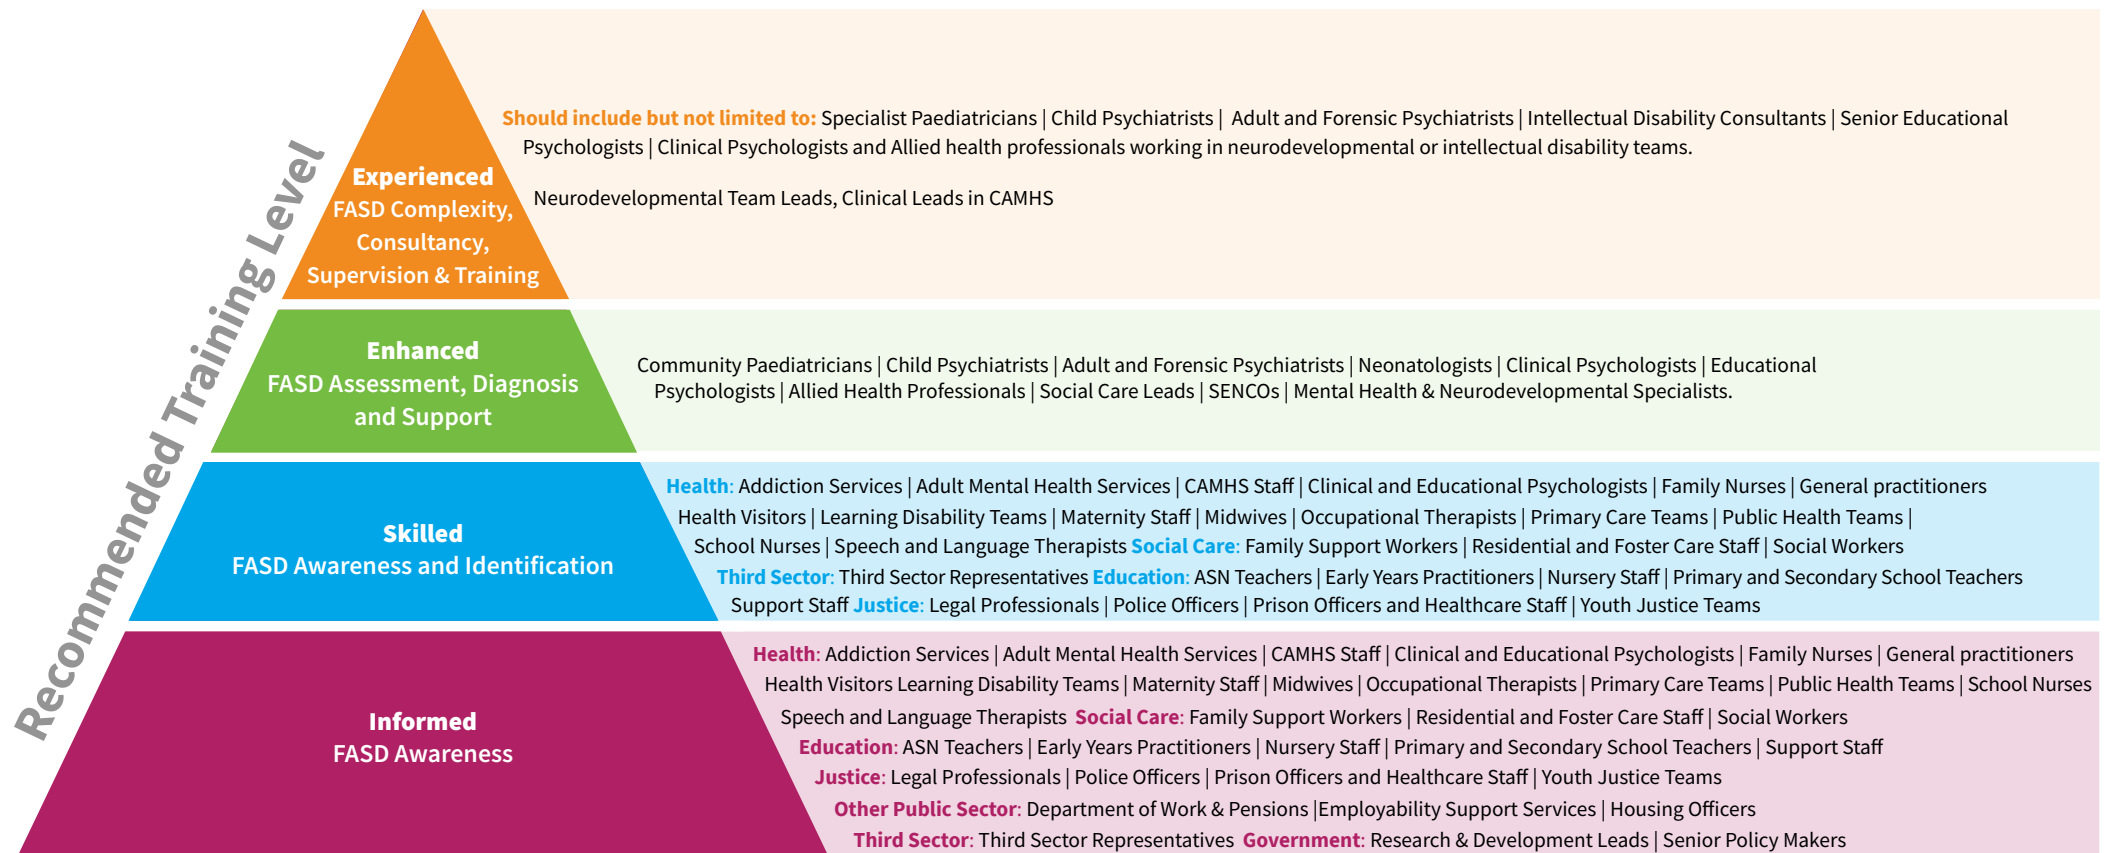 Recommended Training Level
Experienced
FASD Complexity,
Consultancy,
Supervision & Training
Should include but not limited to: Specialist Paediatricians | Child Psychiatrists |  Adult and Forensic Psychiatrists | Intellectual Disability Consultants | Senior Educational
Psychologists | Clinical Psychologists and Allied health professionals working in neurodevelopmental or intellectual disability teams.
Neurodevelopmental Team Leads, Clinical Leads in CAMHS
Enhanced
FASD Assessment, Diagnosis
and Support
Community Paediatricians | Child Psychiatrists | Adult and Forensic Psychiatrists | Neonatologists | Clinical Psychologists | Educational
Psychologists | Allied Health Professionals | Social Care Leads | SENCOs | Mental Health & Neurodevelopmental Specialists.
Skilled
FASD Awareness and Identification
Health: Addiction Services | Adult Mental Health Services | CAMHS Staff | Clinical and Educational Psychologists | Family Nurses | General practitioners
Health Visitors | Learning Disability Teams | Maternity Staff | Midwives | Occupational Therapists | Primary Care Teams | Public Health Teams |
School Nurses | Speech and Language Therapists Social Care: Family Support Workers | Residential and Foster Care Staff | Social Workers
Third Sector: Third Sector Representatives Education: ASN Teachers | Early Years Practitioners | Nursery Staff | Primary and Secondary School Teachers
Support Staff Justice: Legal Professionals | Police Officers | Prison Officers and Healthcare Staff | Youth Justice Teams
Informed
FASD Awareness
Health: Addiction Services | Adult Mental Health Services | CAMHS Staff | Clinical and Educational Psychologists | Family Nurses | General practitioners
Health Visitors Learning Disability Teams | Maternity Staff | Midwives | Occupational Therapists | Primary Care Teams | Public Health Teams | School Nurses
Speech and Language Therapists  Social Care: Family Support Workers | Residential and Foster Care Staff | Social Workers
Education: ASN Teachers | Early Years Practitioners | Nursery Staff | Primary and Secondary School Teachers | Support Staff
Justice: Legal Professionals | Police Officers | Prison Officers and Healthcare Staff | Youth Justice Teams
Other Public Sector: Department of Work & Pensions |Employability Support Services | Housing Officers
Third Sector: Third Sector Representatives  Government: Research & Development Leads | Senior Policy Makers